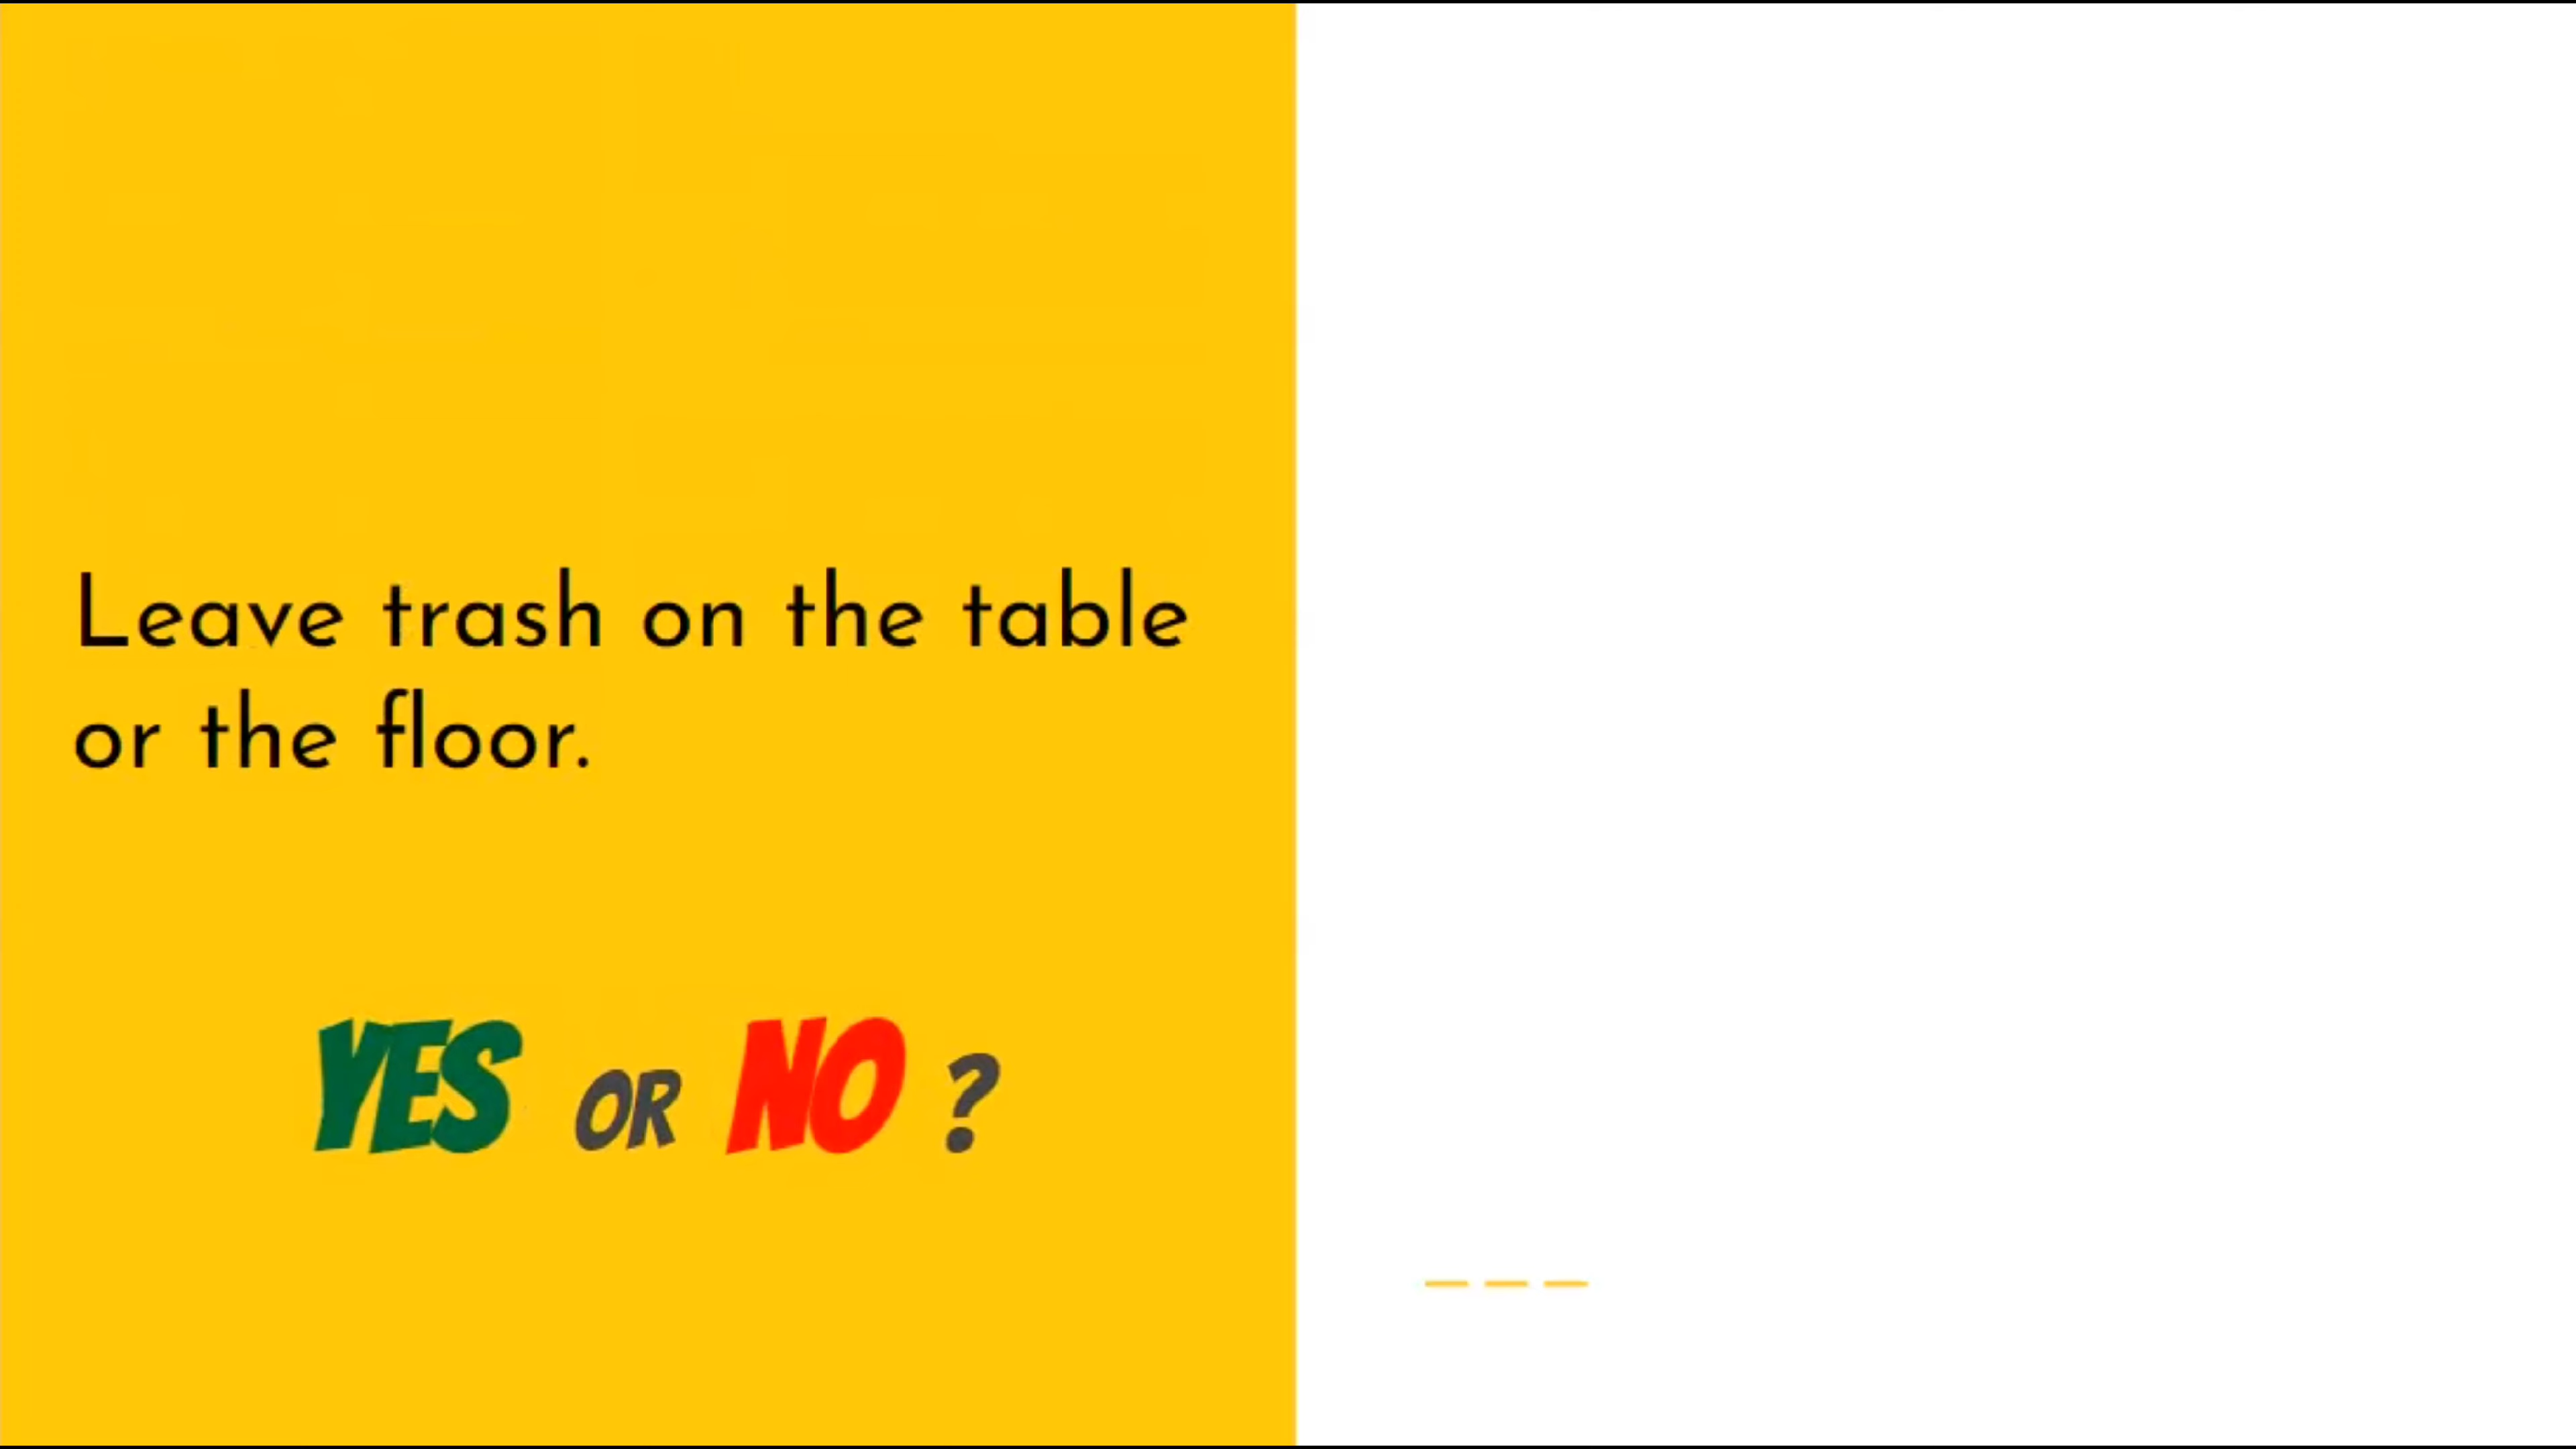 Leave trash on the table
or the floor.
YES OR NO ?